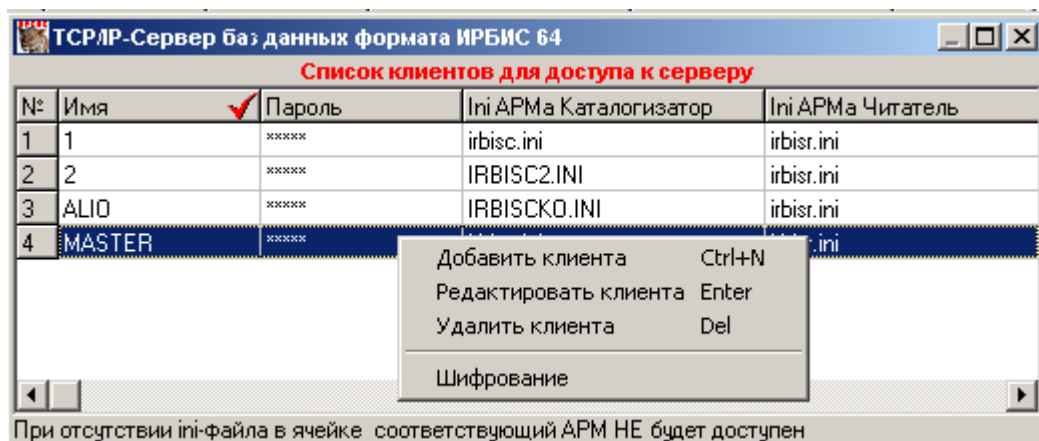 TCP/IP-Сервер баз данных формата ИРБИС 64
Список клиентов для доступа к серверу
№ Имя Пароль Ini АРМа Каталогизатор Ini АРМа Читатель
1 1 ***** irbisc.ini irbisr.ini
2 2 ***** IRBISC2.INI irbisr.ini
3 ALIO ***** IRBISCKO.INI irbisr.ini
4 MASTER ***** .ini
Добавить клиента Ctrl+N
Редактировать клиента Enter
Удалить клиента Del
Шифрование
При отсутствии ini-файла в ячейке соответствующий АРМ НЕ будет доступен